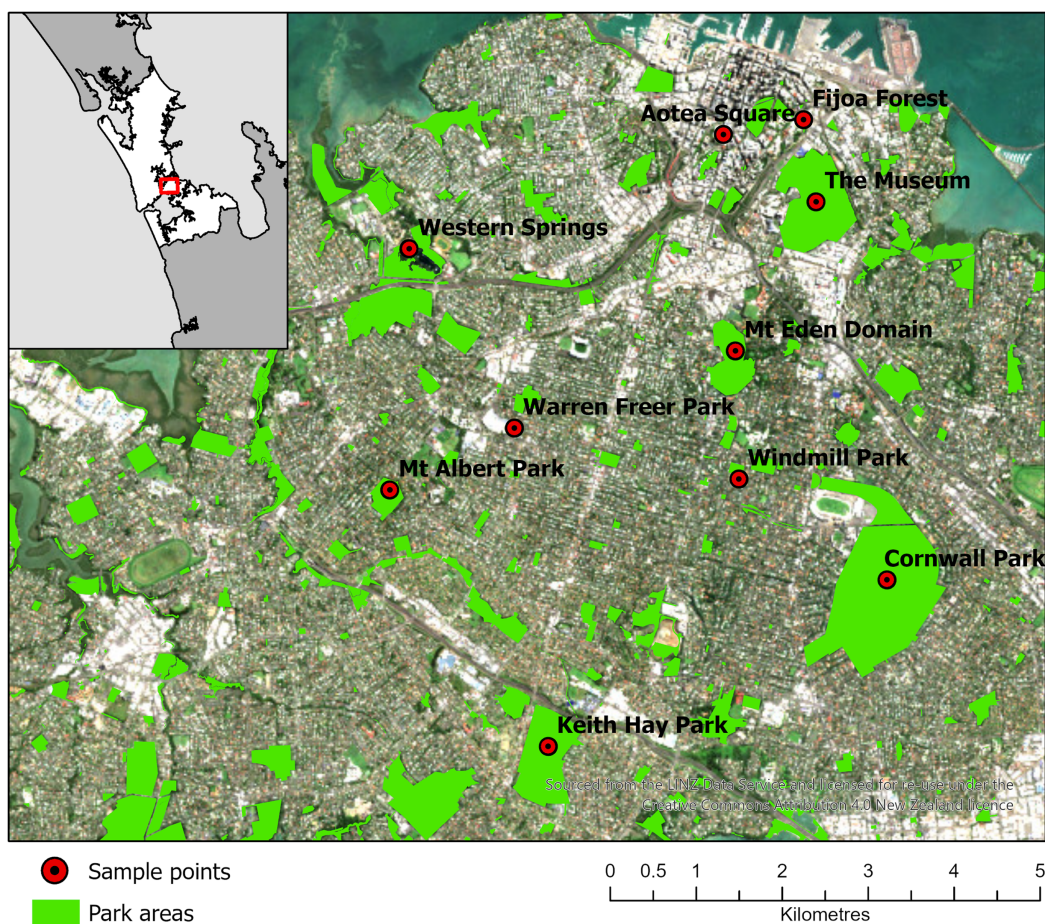 Fijoa Forest
Aotea Square
The Museum
Western Springs
Mt Eden Domain
Warren Freer Park
Windmill Park
Mt Albert Park
Cornwall Park
Keith Hay Park
Sourced from the LINZ Data Service and licensed for re-use under the
Creative Commons Attribution 4.0 New Zealand licence
Sample points
Park areas
0 0.5 1 2 3 4 5
Kilometres